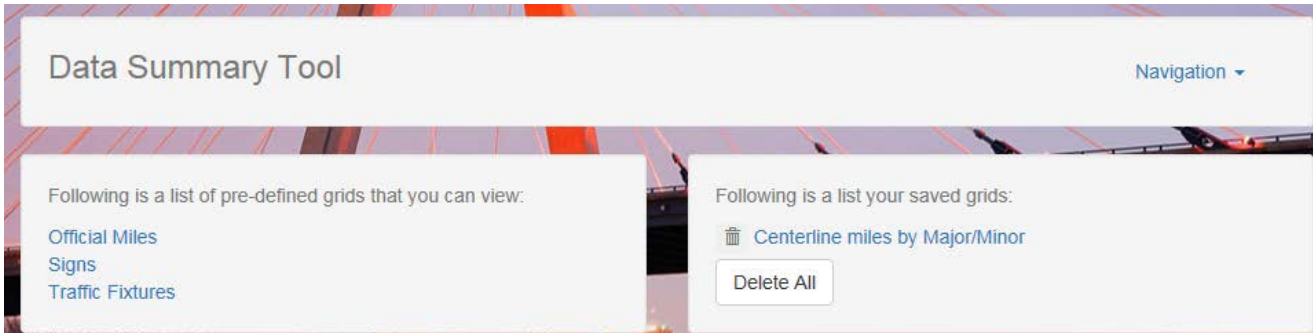 Data Summary Tool
Navigation
Following is a list of pre-defined grids that you can view:
Official Miles
Signs
Traffic Fixtures
Following is a list your saved grids:
Centerline miles by Major/Minor
Delete All